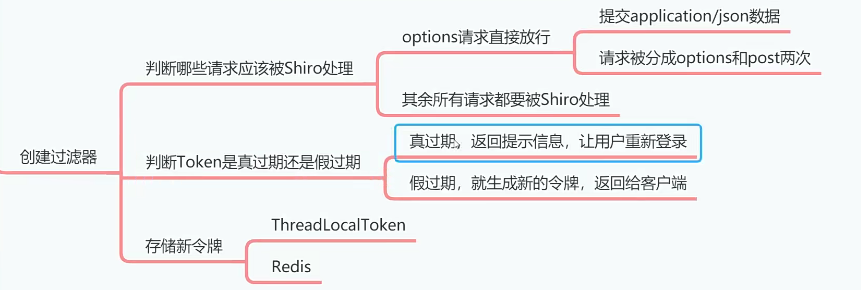 创建过滤器
判断哪些请求应该被Shiro处理
options请求直接放行
提交application/json数据
请求被分成options和post两次
其余所有请求都要被Shiro处理
判断Token是真过期还是假过期
真过期，返回提示信息，让用户重新登录
假过期，就生成新的令牌，返回给客户端
存储新令牌
ThreadLocalToken
Redis